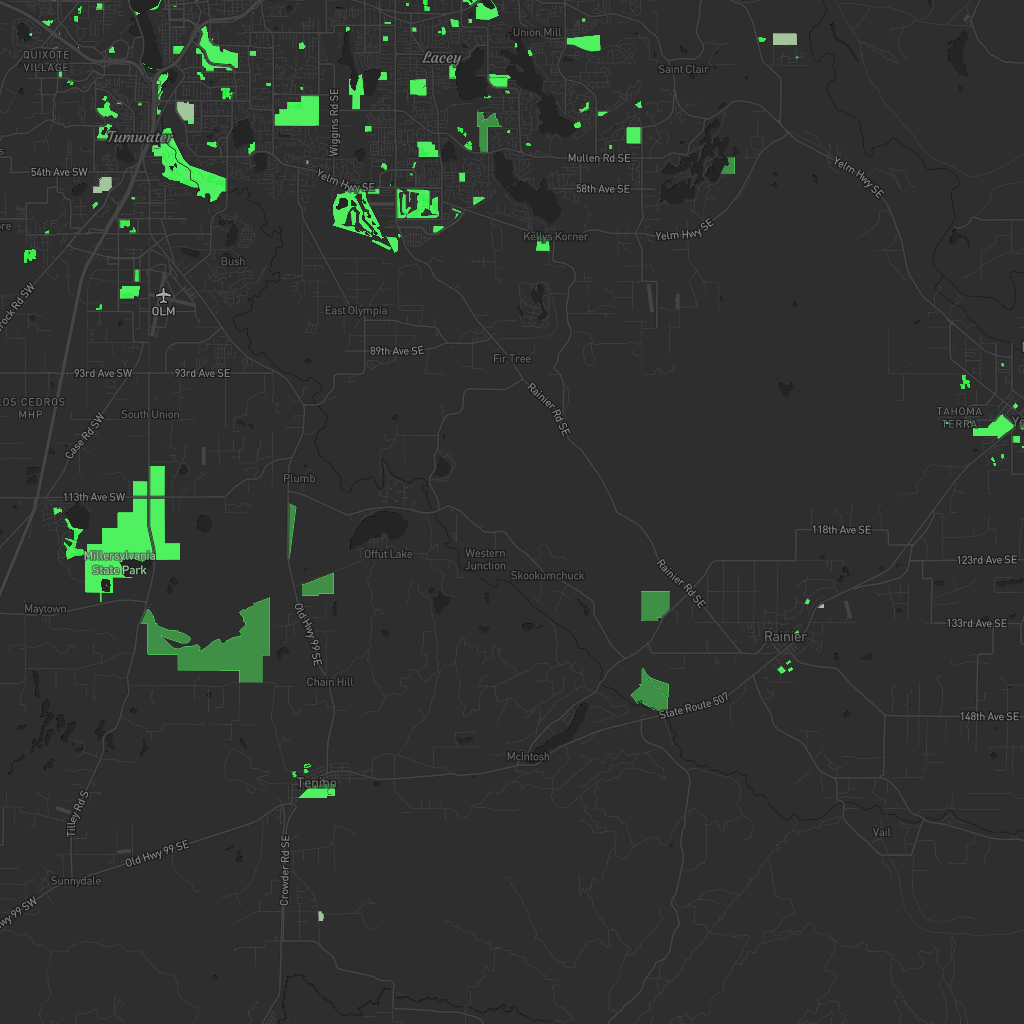 Union Mill
QUIXOTE
VILLAGE
Lacey
Saint Clair
Wiggins Rd SE
Tumwater
Mullen Rd SE
Yelm Hwy SE
54th Ave SW
Yelm Hwy SE
58th Ave SE
Yelm Hwy SE
Kellys Korner
Bush
OLM
East Olympia
89th Ave SE
Fir Tree
93rd Ave SW
93rd Ave SE
Rainier Rd SE
LOS CEDROS
MHP
South Union
TAHOMA
TERRA
Case Rd SW
Plumb
113th Ave SW
118th Ave SE
Millersylvania
State Park
Offut Lake
Western
Junction
123rd Ave SE
Skookumchuck
Rainier Rd SE
Maytown
Old Hwy 99 SE
133rd Ave SE
Rainier
Chain Hill
State Route 507
148th Ave SE
McIntosh
Tenino
Tilley Rd S
Vail
Old Hwy 99 SE
Crowder Rd SE
Sunnydale